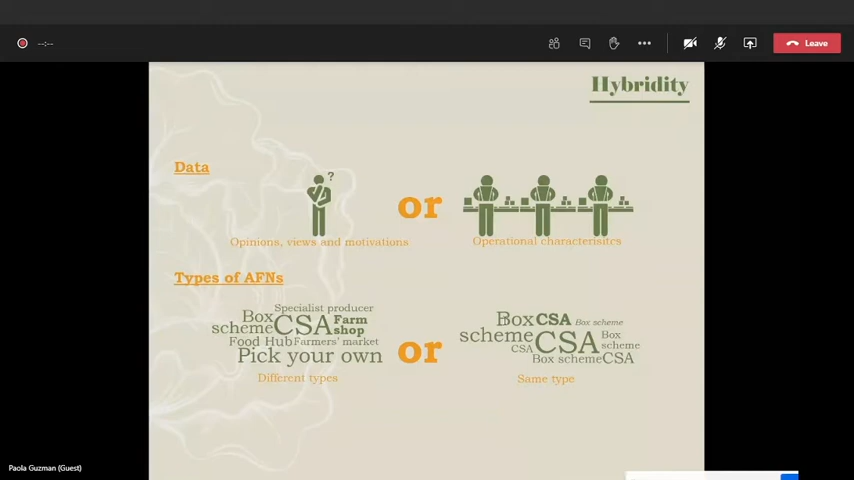 --:--
Leave
Hybridity
Data
?
or
Opinions, views and motivations
Operational characterisitcs
Types of AFNs
Specialist producer
Box scheme
CSA
Farm shop
Food Hub
Farmers' market
Pick your own
Different types
or
Box scheme
CSA
Box scheme
CSA
CSA
Box scheme
Box scheme
CSA
Same type
Paola Guzman (Guest)